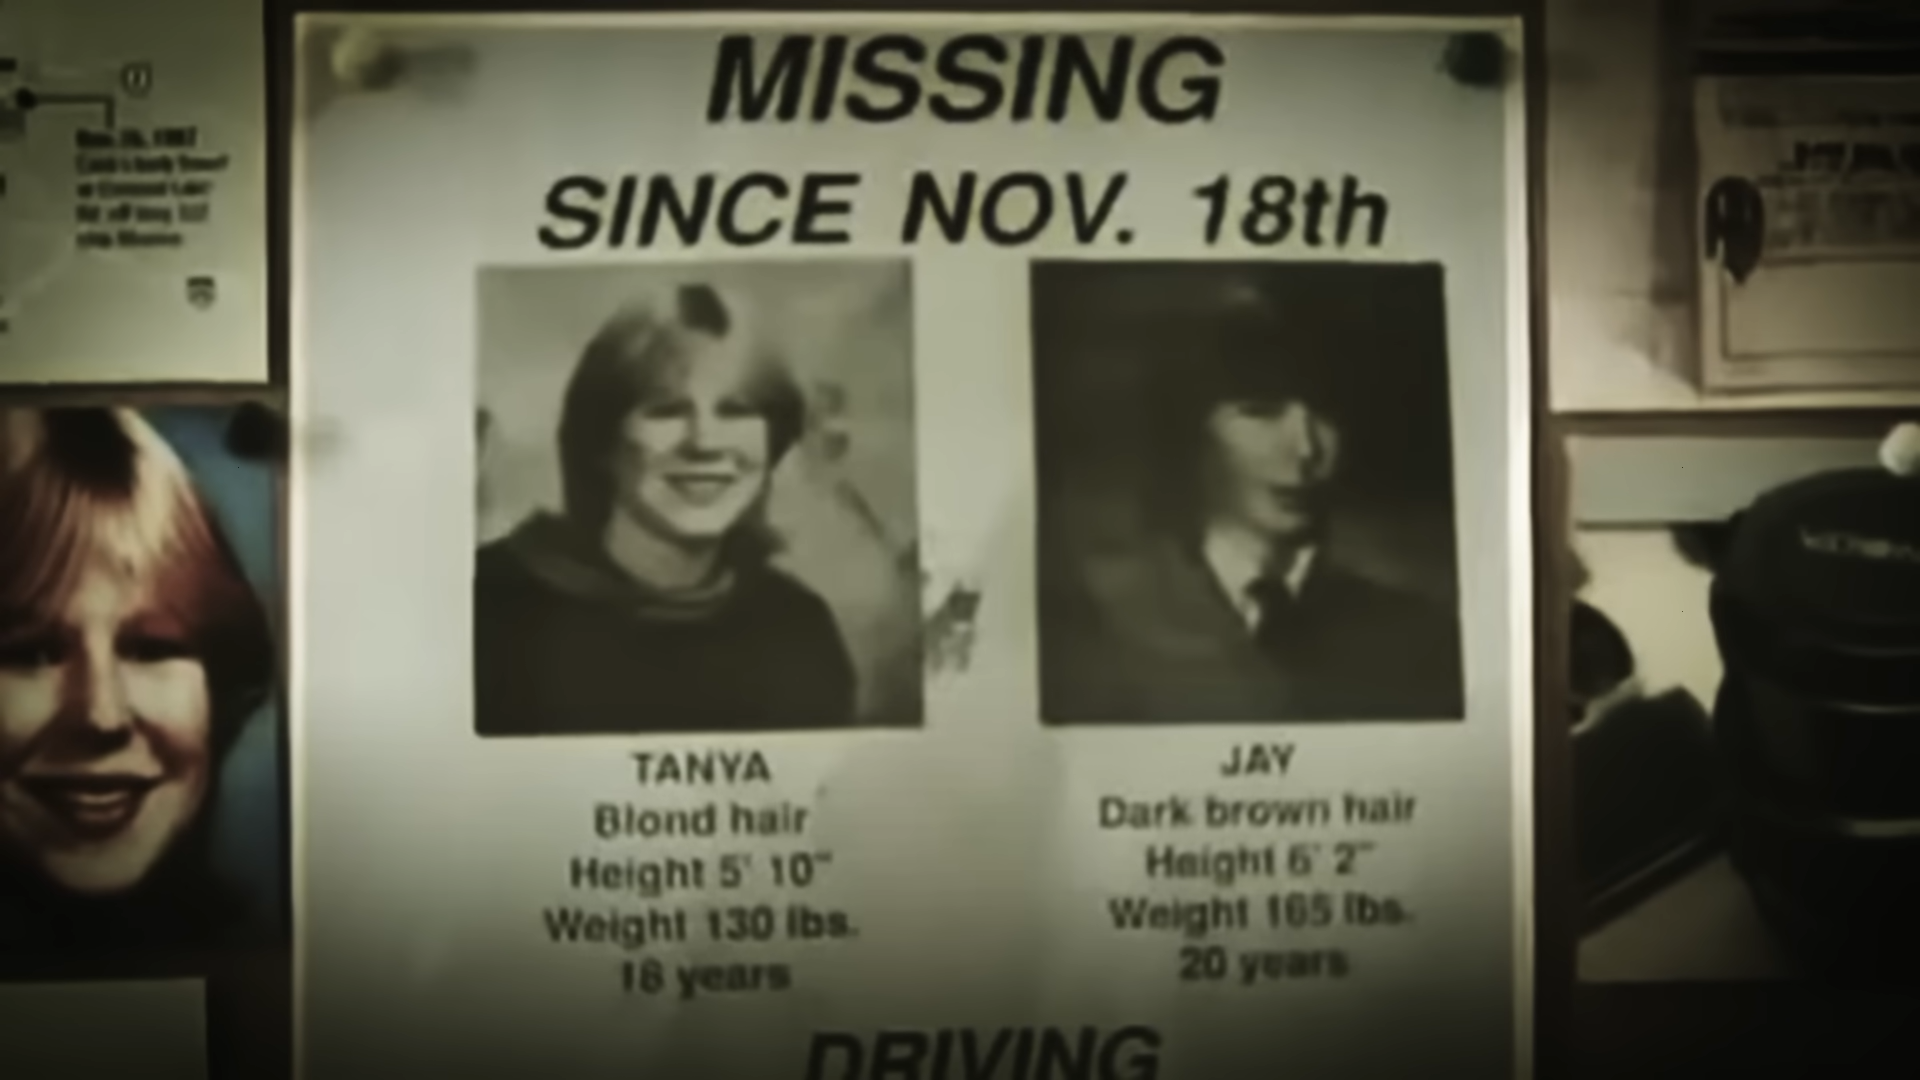 MISSING
SINCE NOV. 18th
TANYA
Blond hair
Height 5' 10"
Weight 130 lbs.
18 years
JAY
Dark brown hair
Height 6' 2"
Weight 165 lbs.
20 years
DRIVING